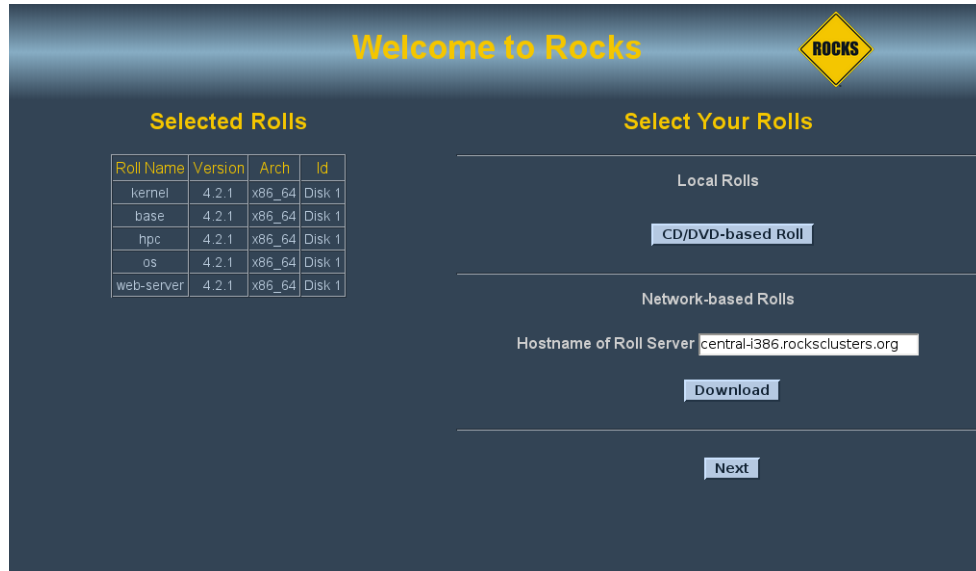 Welcome to Rocks
ROCKS
Selected Rolls
Roll Name Version Arch Id
kernel 4.2.1 x86_64 Disk 1
base 4.2.1 x86_64 Disk 1
hpc 4.2.1 x86_64 Disk 1
os 4.2.1 x86_64 Disk 1
web-server 4.2.1 x86_64 Disk 1
Select Your Rolls
Local Rolls
CD/DVD-based Roll
Network-based Rolls
Hostname of Roll Server central-i386.rocksclusters.org
Download
Next